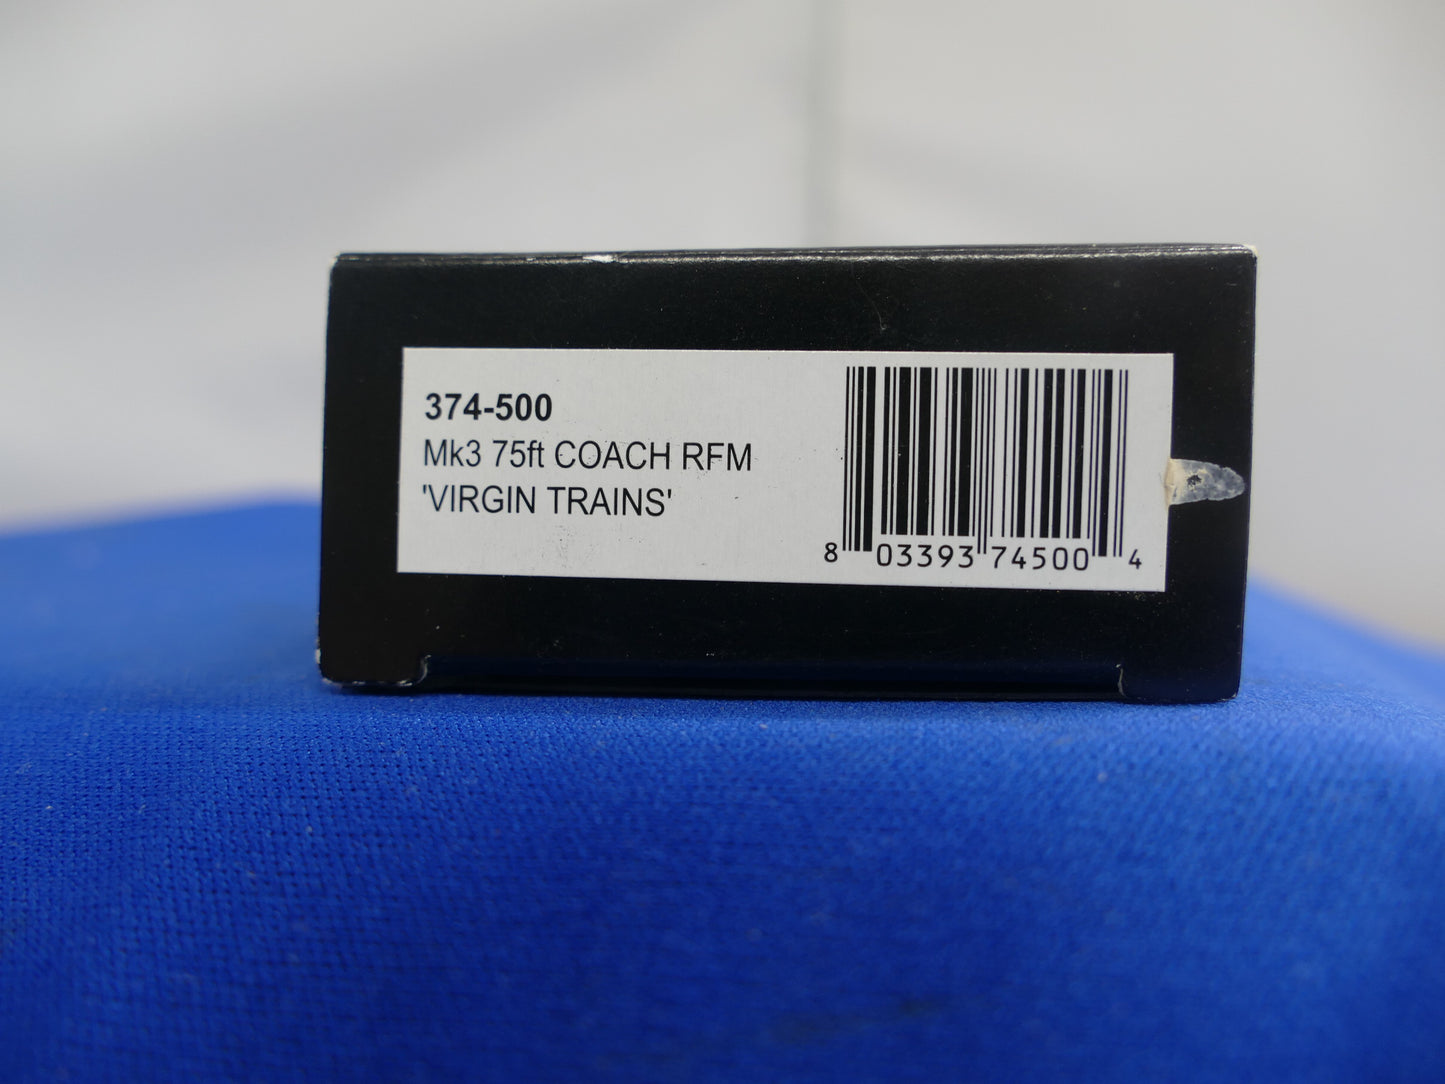 374-500
Mk3 75ft COACH RFM
'VIRGIN TRAINS'
8 03393 74500 4